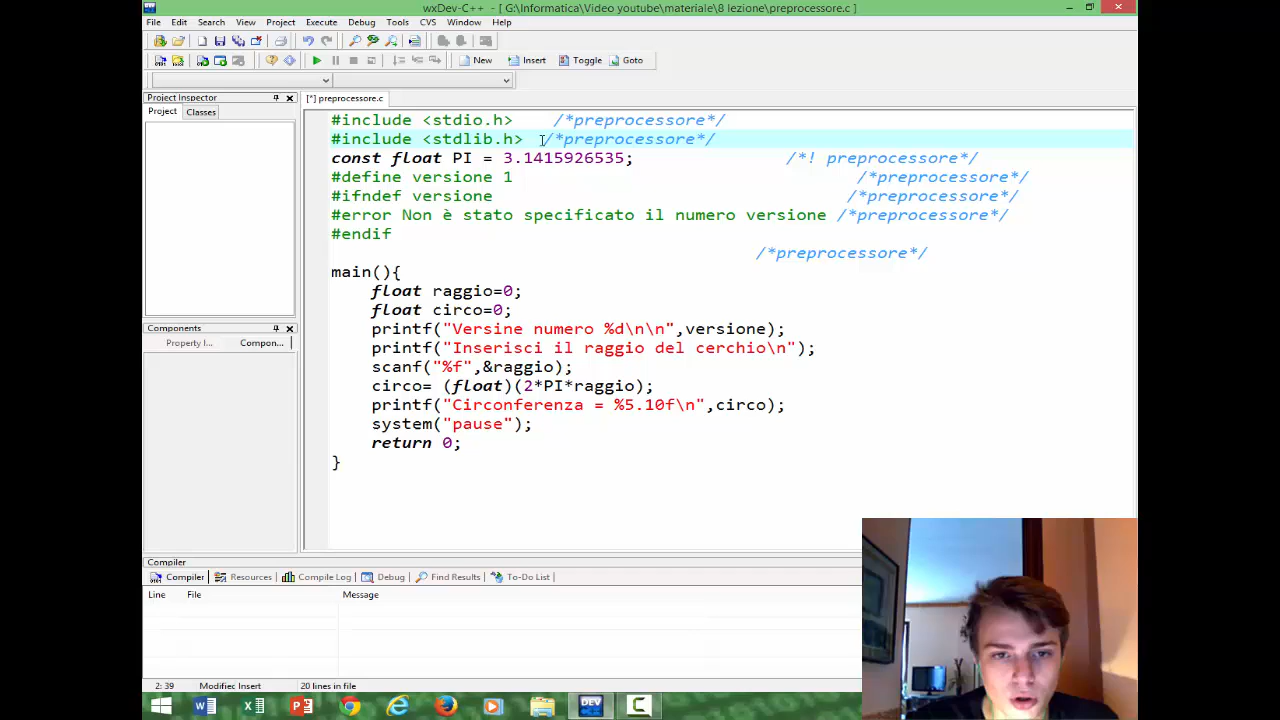 wxDev-C++ - [ G:\Informatica\Video youtube\materiale\8 lezione\preprocessore.c ]
File Edit Search View Project Execute Debug Tools CVS Window Help
New Insert Toggle Goto
Project Inspector
[*] preprocessore.c
Project Classes
#include <stdio.h> /*preprocessore*/
#include <stdlib.h> /*preprocessore*/
const float PI = 3.1415926535; /*! preprocessore*/
#define versione 1 /*preprocessore*/
#ifndef versione /*preprocessore*/
#error Non è stato specificato il numero versione /*preprocessore*/
#endif
/*preprocessore*/
main(){
float raggio=0;
float circo=0;
printf("Versine numero %d\n\n",versione);
printf("Inserisci il raggio del cerchio\n");
scanf("%f",&raggio);
circo= (float)(2*PI*raggio);
printf("Circonferenza = %5.10f\n",circo);
system("pause");
return 0;
}
Components
Property I... Compon...
Compiler
Compiler Resources Compile Log Debug Find Results To-Do List
Line File Message
2: 39 Modified Insert 20 lines in file
DEV